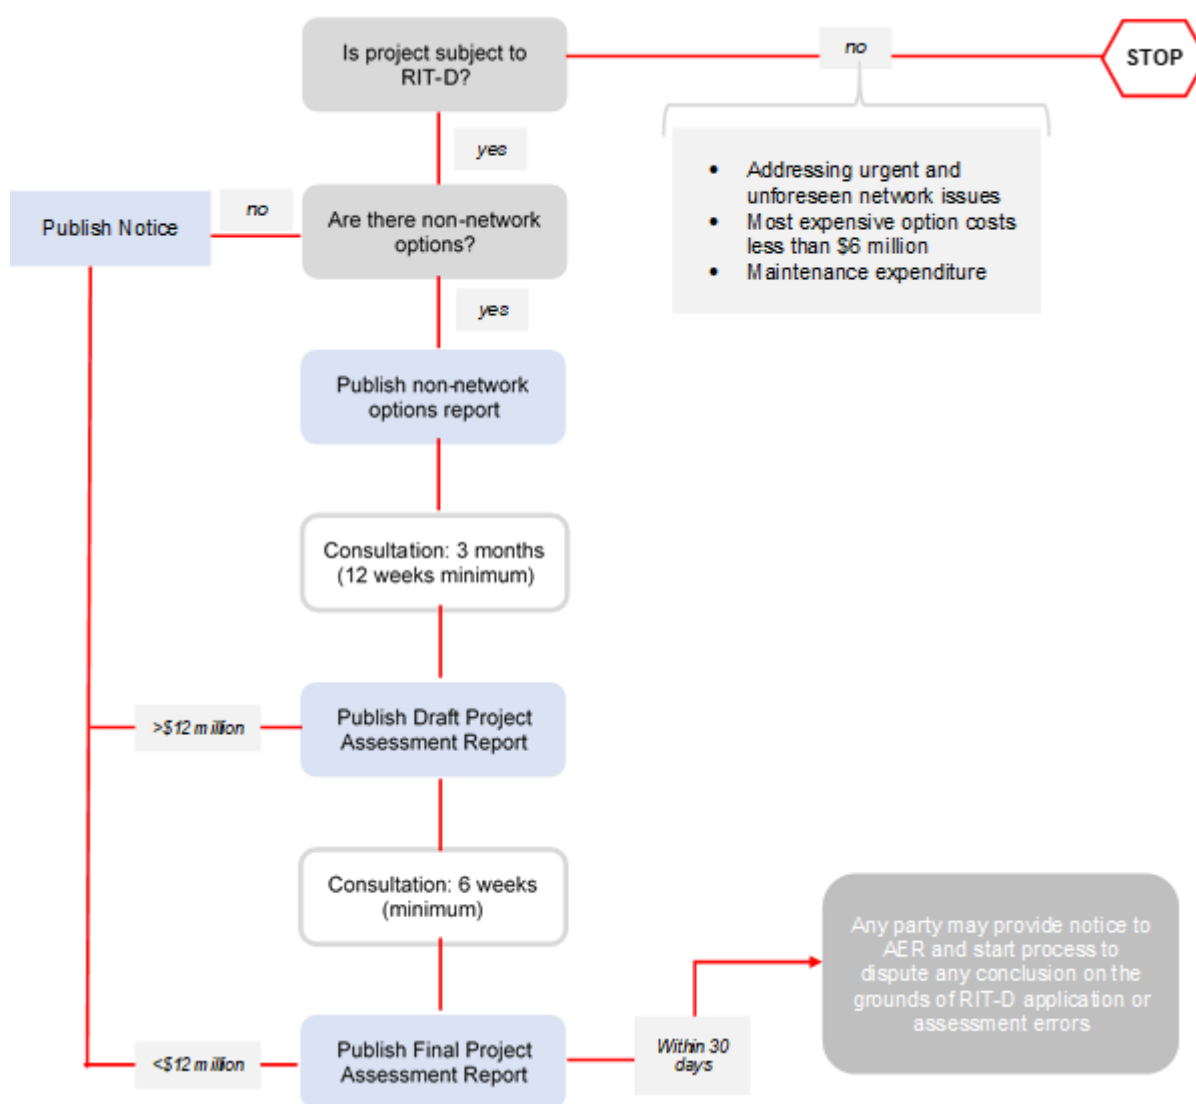 Is project subject to
RIT-D?
no
STOP
yes
• Addressing urgent and
unforeseen network issues
• Most expensive option costs
less than $6 million
• Maintenance expenditure
Publish Notice
no
Are there non-network
options?
yes
Publish non-network
options report
Consultation: 3 months
(12 weeks minimum)
>$12 million
Publish Draft Project
Assessment Report
Consultation: 6 weeks
(minimum)
Any party may provide notice to
AER and start process to
dispute any conclusion on the
grounds of RIT-D application or
assessment errors
<$12 million
Publish Final Project
Assessment Report
Within 30
days